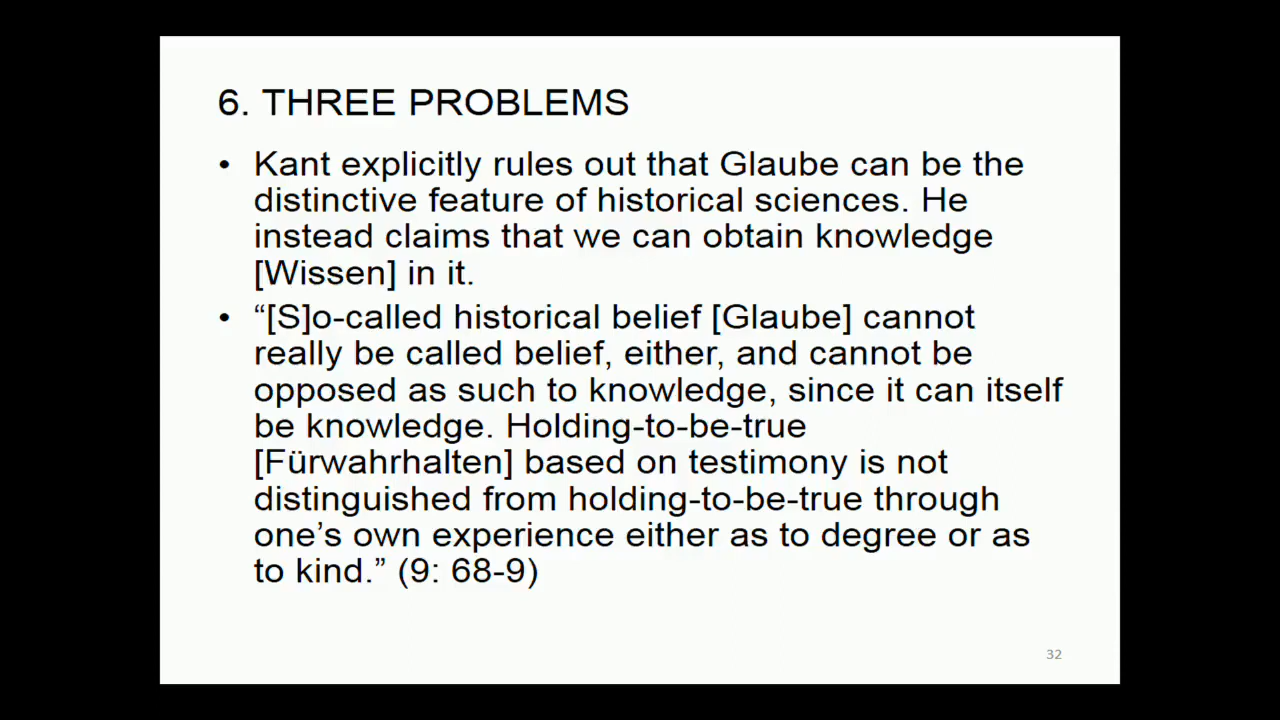 6. THREE PROBLEMS
• Kant explicitly rules out that Glaube can be the
distinctive feature of historical sciences. He
instead claims that we can obtain knowledge
[Wissen] in it.
• “[S]o-called historical belief [Glaube] cannot
really be called belief, either, and cannot be
opposed as such to knowledge, since it can itself
be knowledge. Holding-to-be-true
[Fürwahrhalten] based on testimony is not
distinguished from holding-to-be-true through
one’s own experience either as to degree or as
to kind.” (9: 68-9)
32